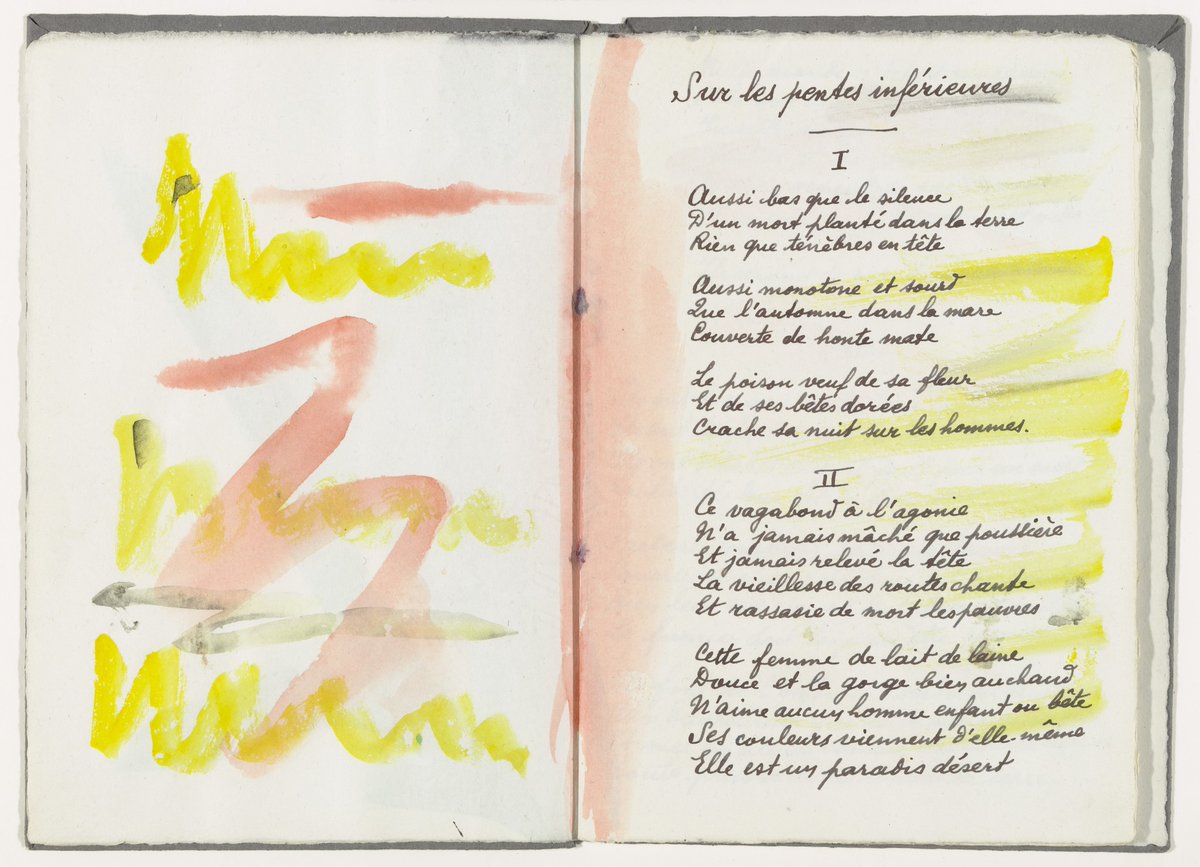 Sur les pentes inférieures
I
Aussi bas que le silence
D'un mort planté dans la terre
Rien que ténèbres en tête
Aussi monotone et sourd
Que l'automne dans la mare
Couverte de honte mate
Le poison veuf de sa fleur
Et de ses bêtes dorées
Crache sa nuit sur les hommes.
II
Ce vagabond à l'agonie
N'a jamais mâché que poussière
Et jamais relevé la tête
La vieillesse des routes chante
Et rassasie de mort les pauvres
Cette femme de lait de laine
Douce et la gorge bien au chaud
N'aime aucun homme enfant ou bête
Ses couleurs viennent d'elle-même
Elle est un paradis désert